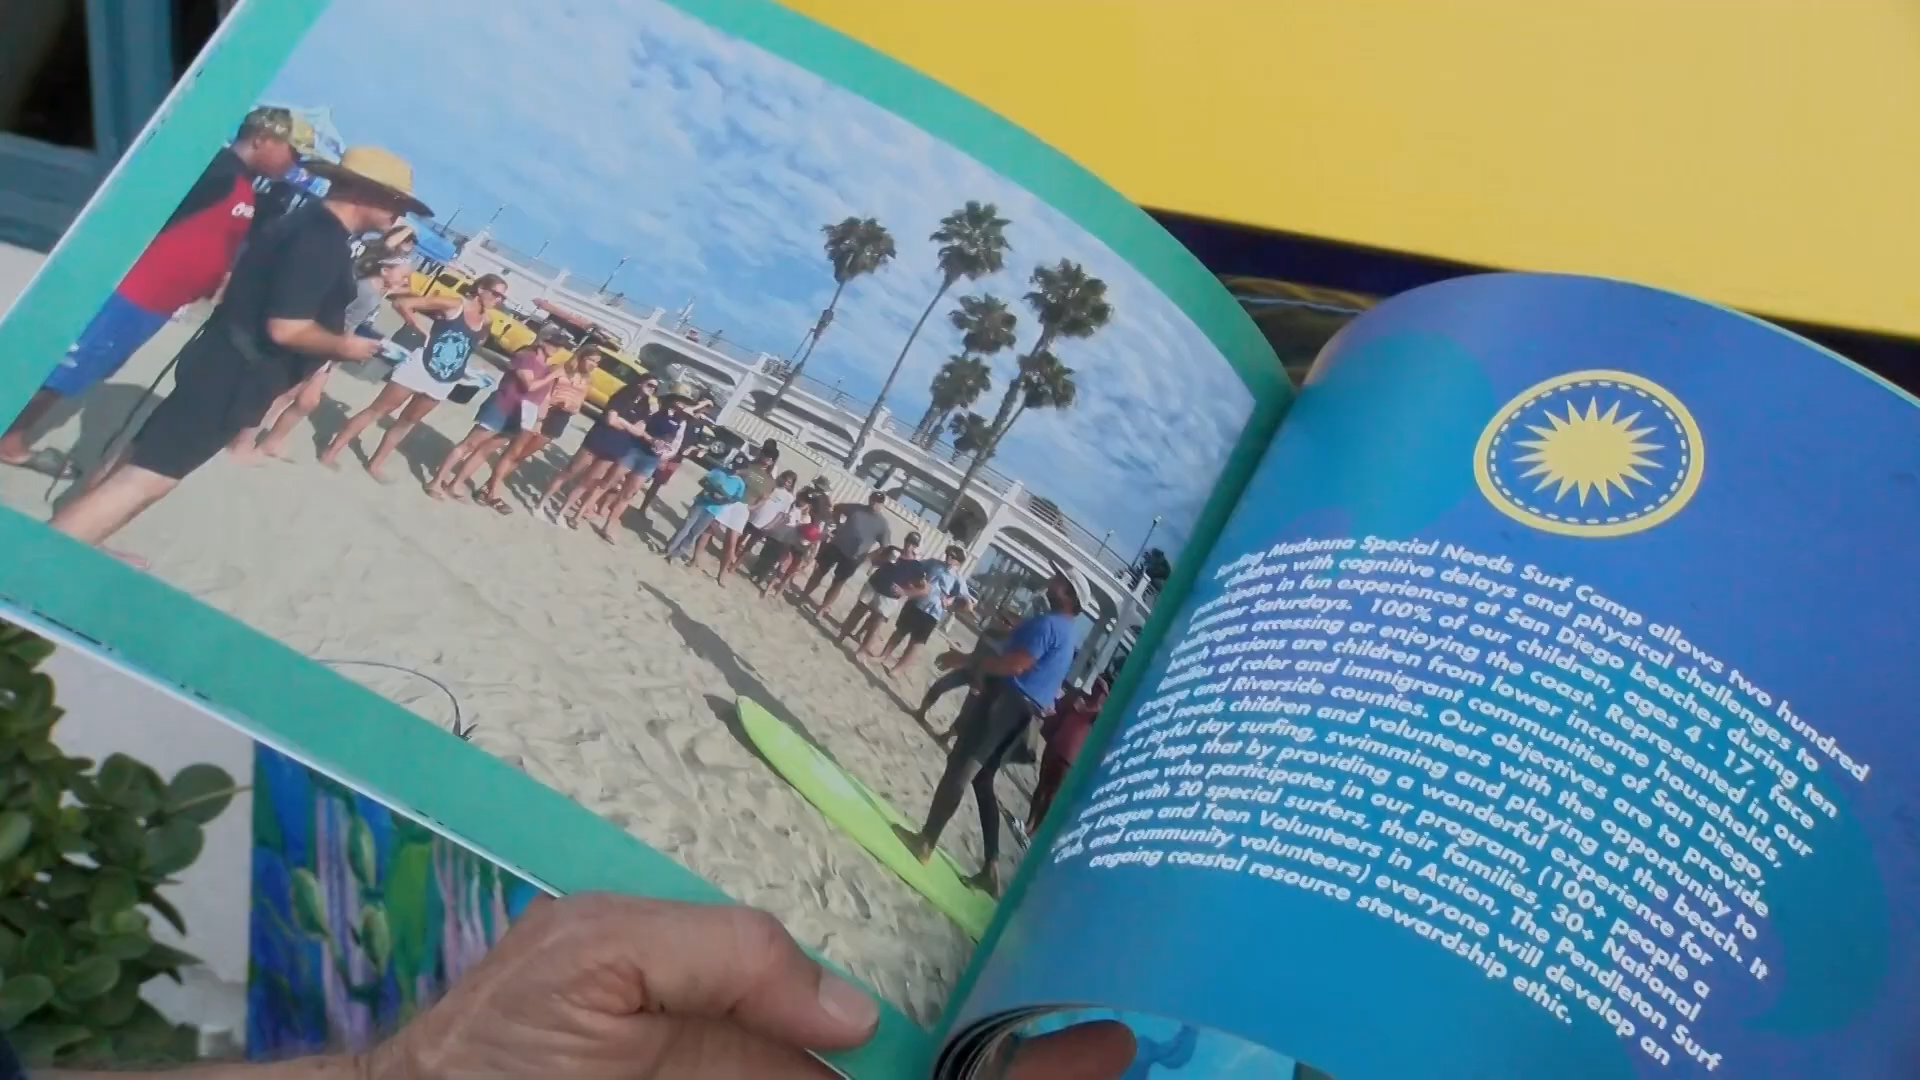 Surfing Madonna Special Needs Surf Camp allows two hundred
children with cognitive delays and physical challenges to
participate in fun experiences at San Diego beaches during ten
summer Saturdays. 100% of our children, ages 4 - 17, face
challenges accessing or enjoying the coast. Represented in our
beach sessions are children from lower income households,
families of color and immigrant communities of San Diego,
Orange and Riverside counties. Our objectives are to provide
special needs children and volunteers with the opportunity to
have a joyful day surfing, swimming and playing at the beach. It
is our hope that by providing a wonderful experience for
everyone who participates in our program, (100+ people a
session with 20 special surfers, their families, 30+ National
Charity League and Teen Volunteers in Action, The Pendleton Surf
Club, and community volunteers) everyone will develop an
ongoing coastal resource stewardship ethic.